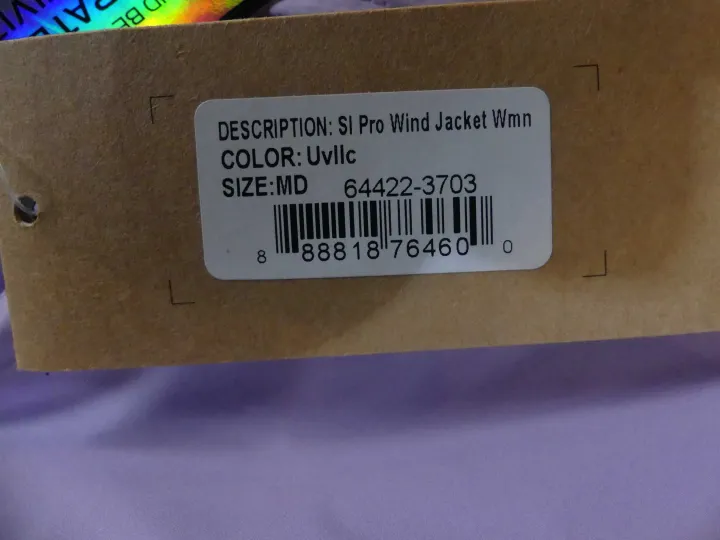 DESCRIPTION: SI Pro Wind Jacket Wmn
COLOR: Uvllc
SIZE:MD 64422-3703
8 88818 76460 0